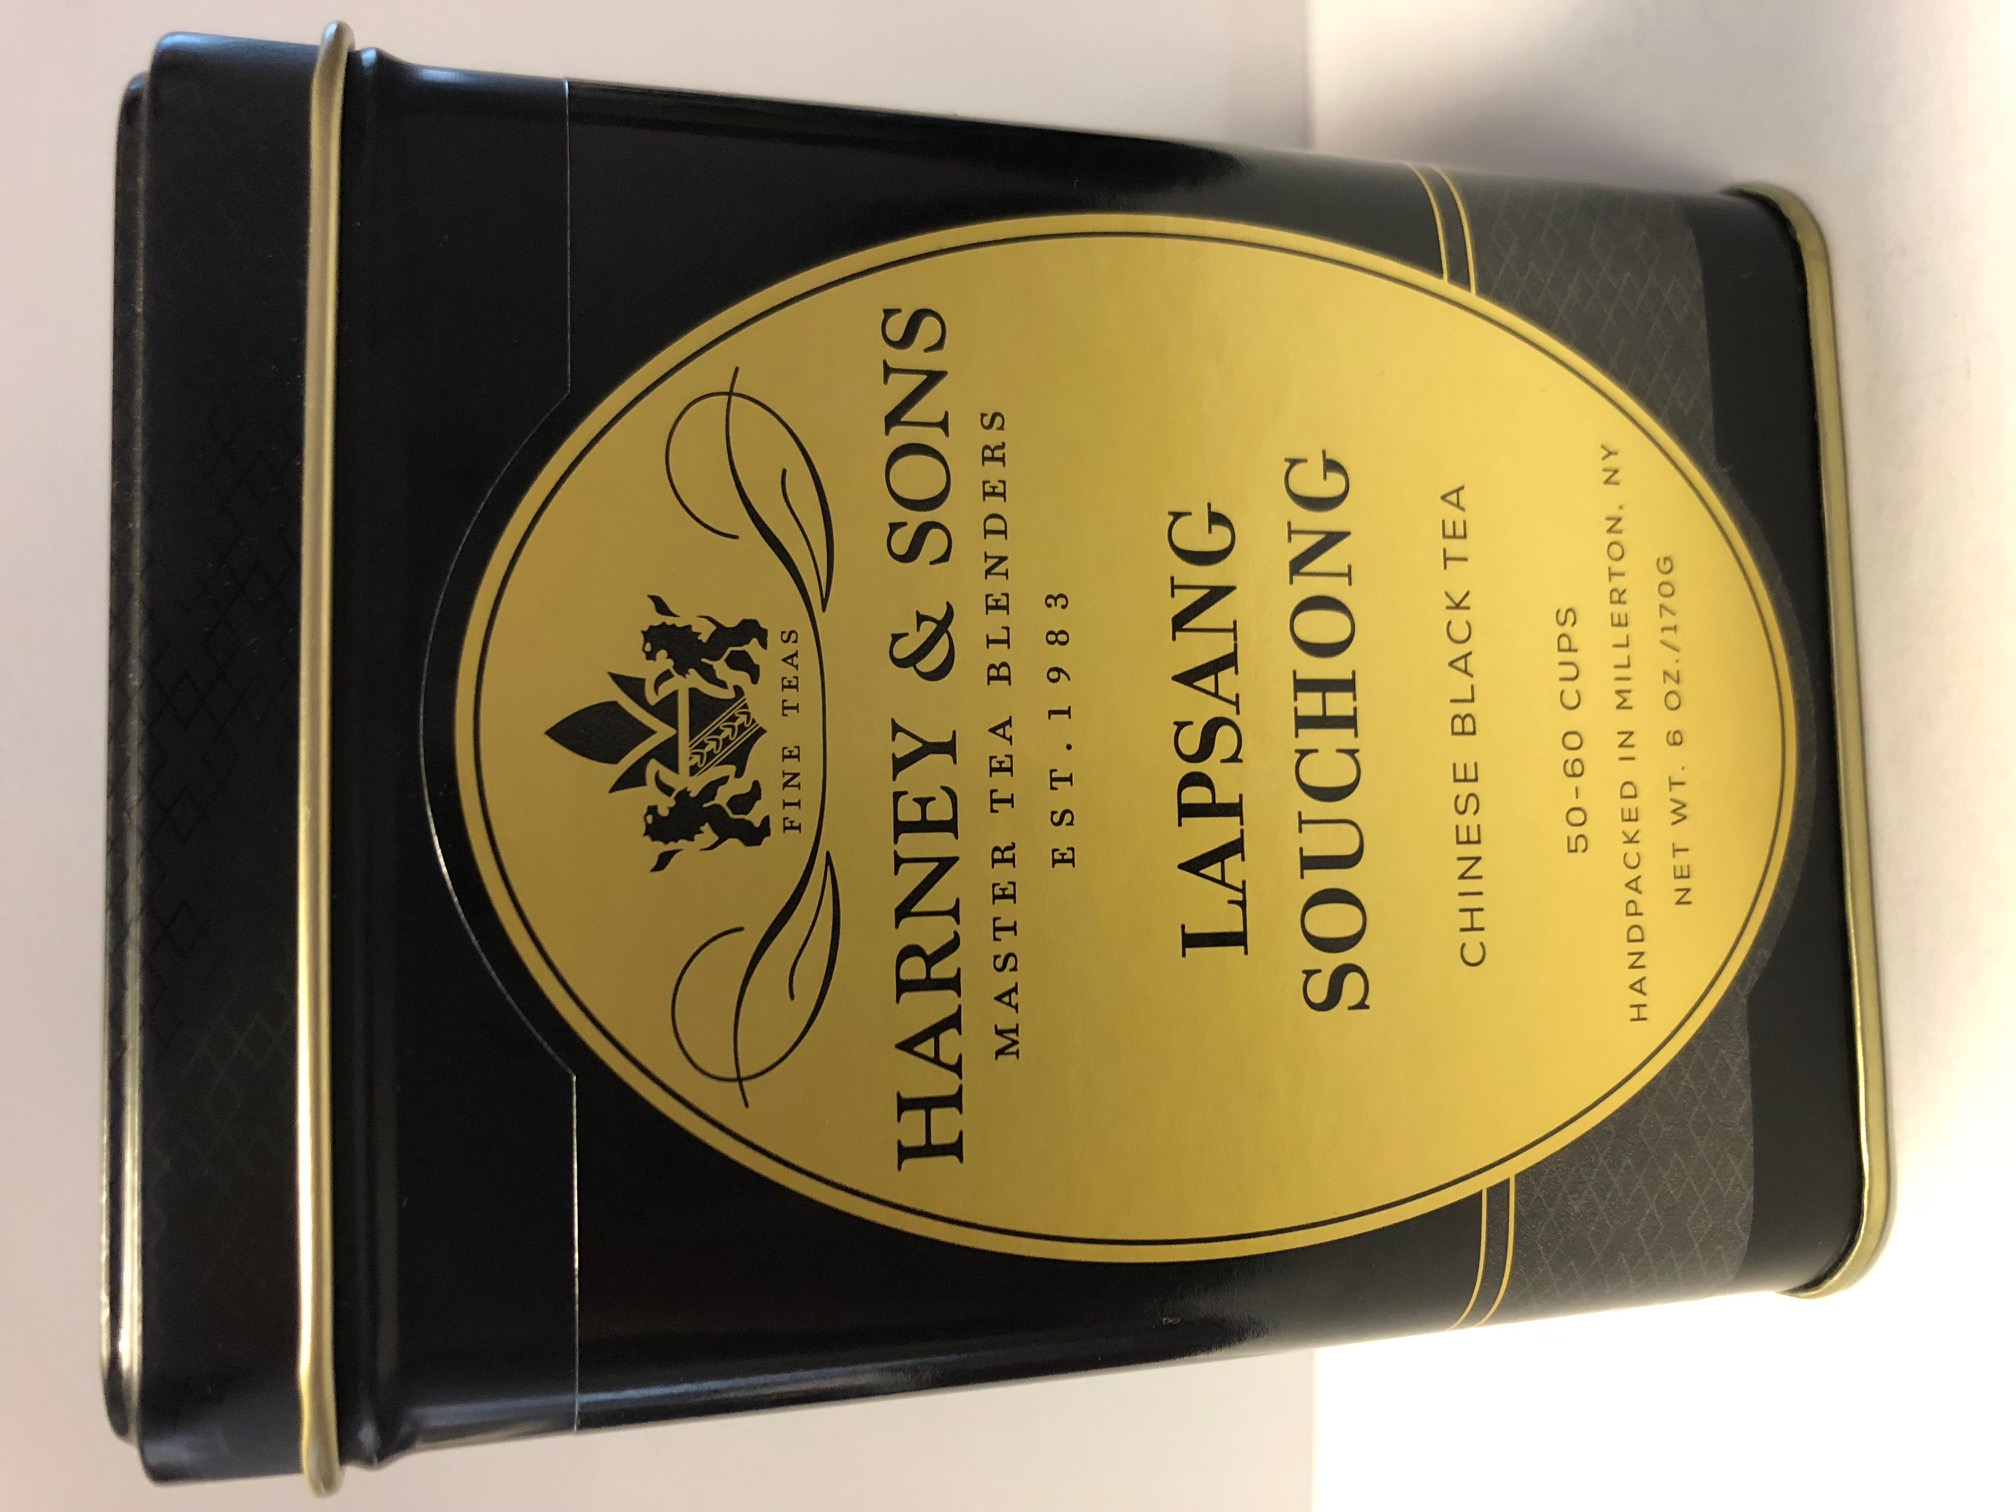 FINE TEAS
HARNEY & SONS
MASTER TEA BLENDERS
EST.1983
LAPSANG
SOUCHONG
CHINESE BLACK TEA
50-60 CUPS
HANDPACKED IN MILLERTON, NY
NET WT. 6 OZ./170G